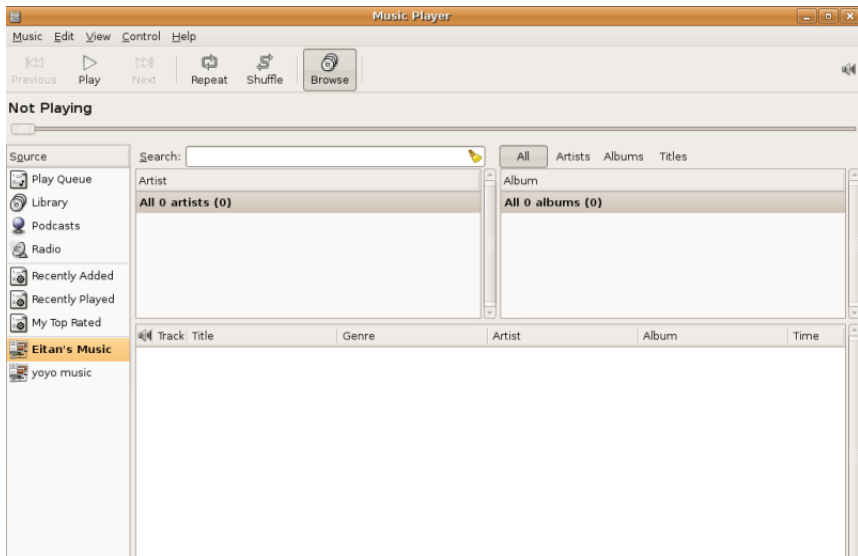 Music Player
Music Edit View Control Help
Previous Play Next Repeat Shuffle Browse
Not Playing
Source
Search:
All Artists Albums Titles
Play Queue
Library
Podcasts
Radio
Recently Added
Recently Played
My Top Rated
Eitan's Music
yoyo music
Artist
All 0 artists (0)
Album
All 0 albums (0)
Track Title Genre Artist Album Time